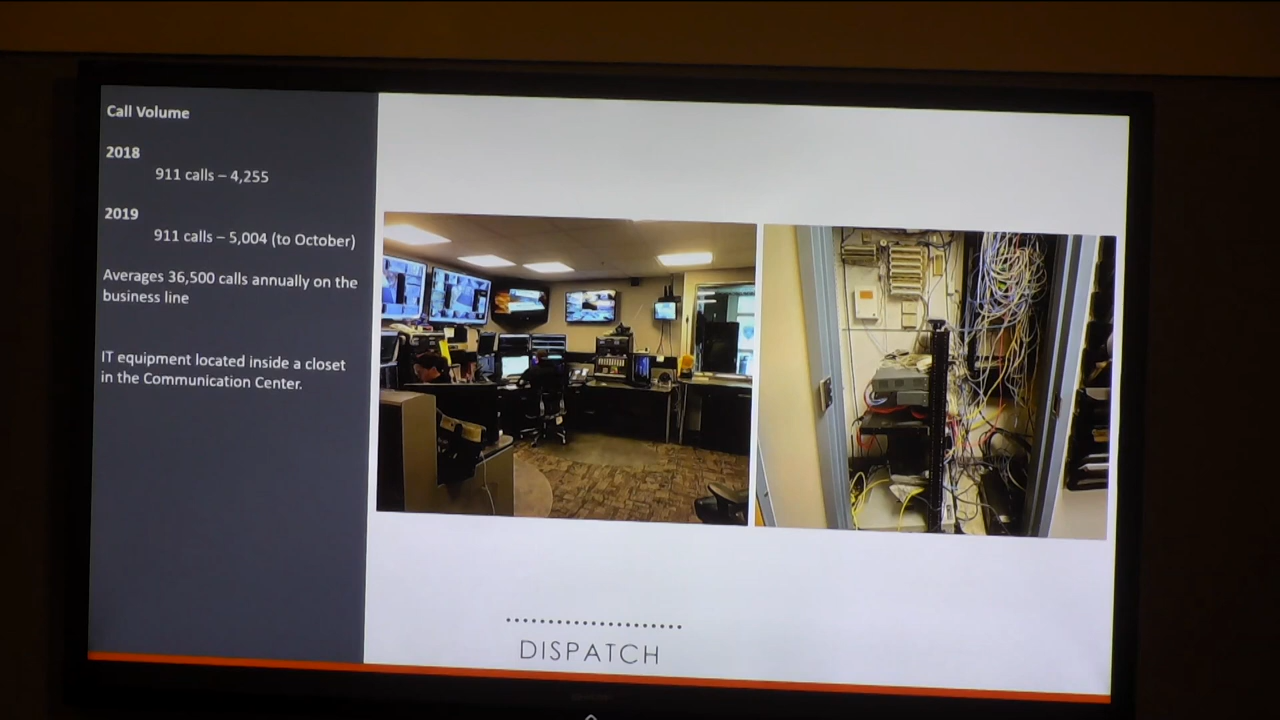 Call Volume
2018
911 calls – 4,255
2019
911 calls – 5,004 (to October)
Averages 36,500 calls annually on the
business line
IT equipment located inside a closet
in the Communication Center.
DISPATCH